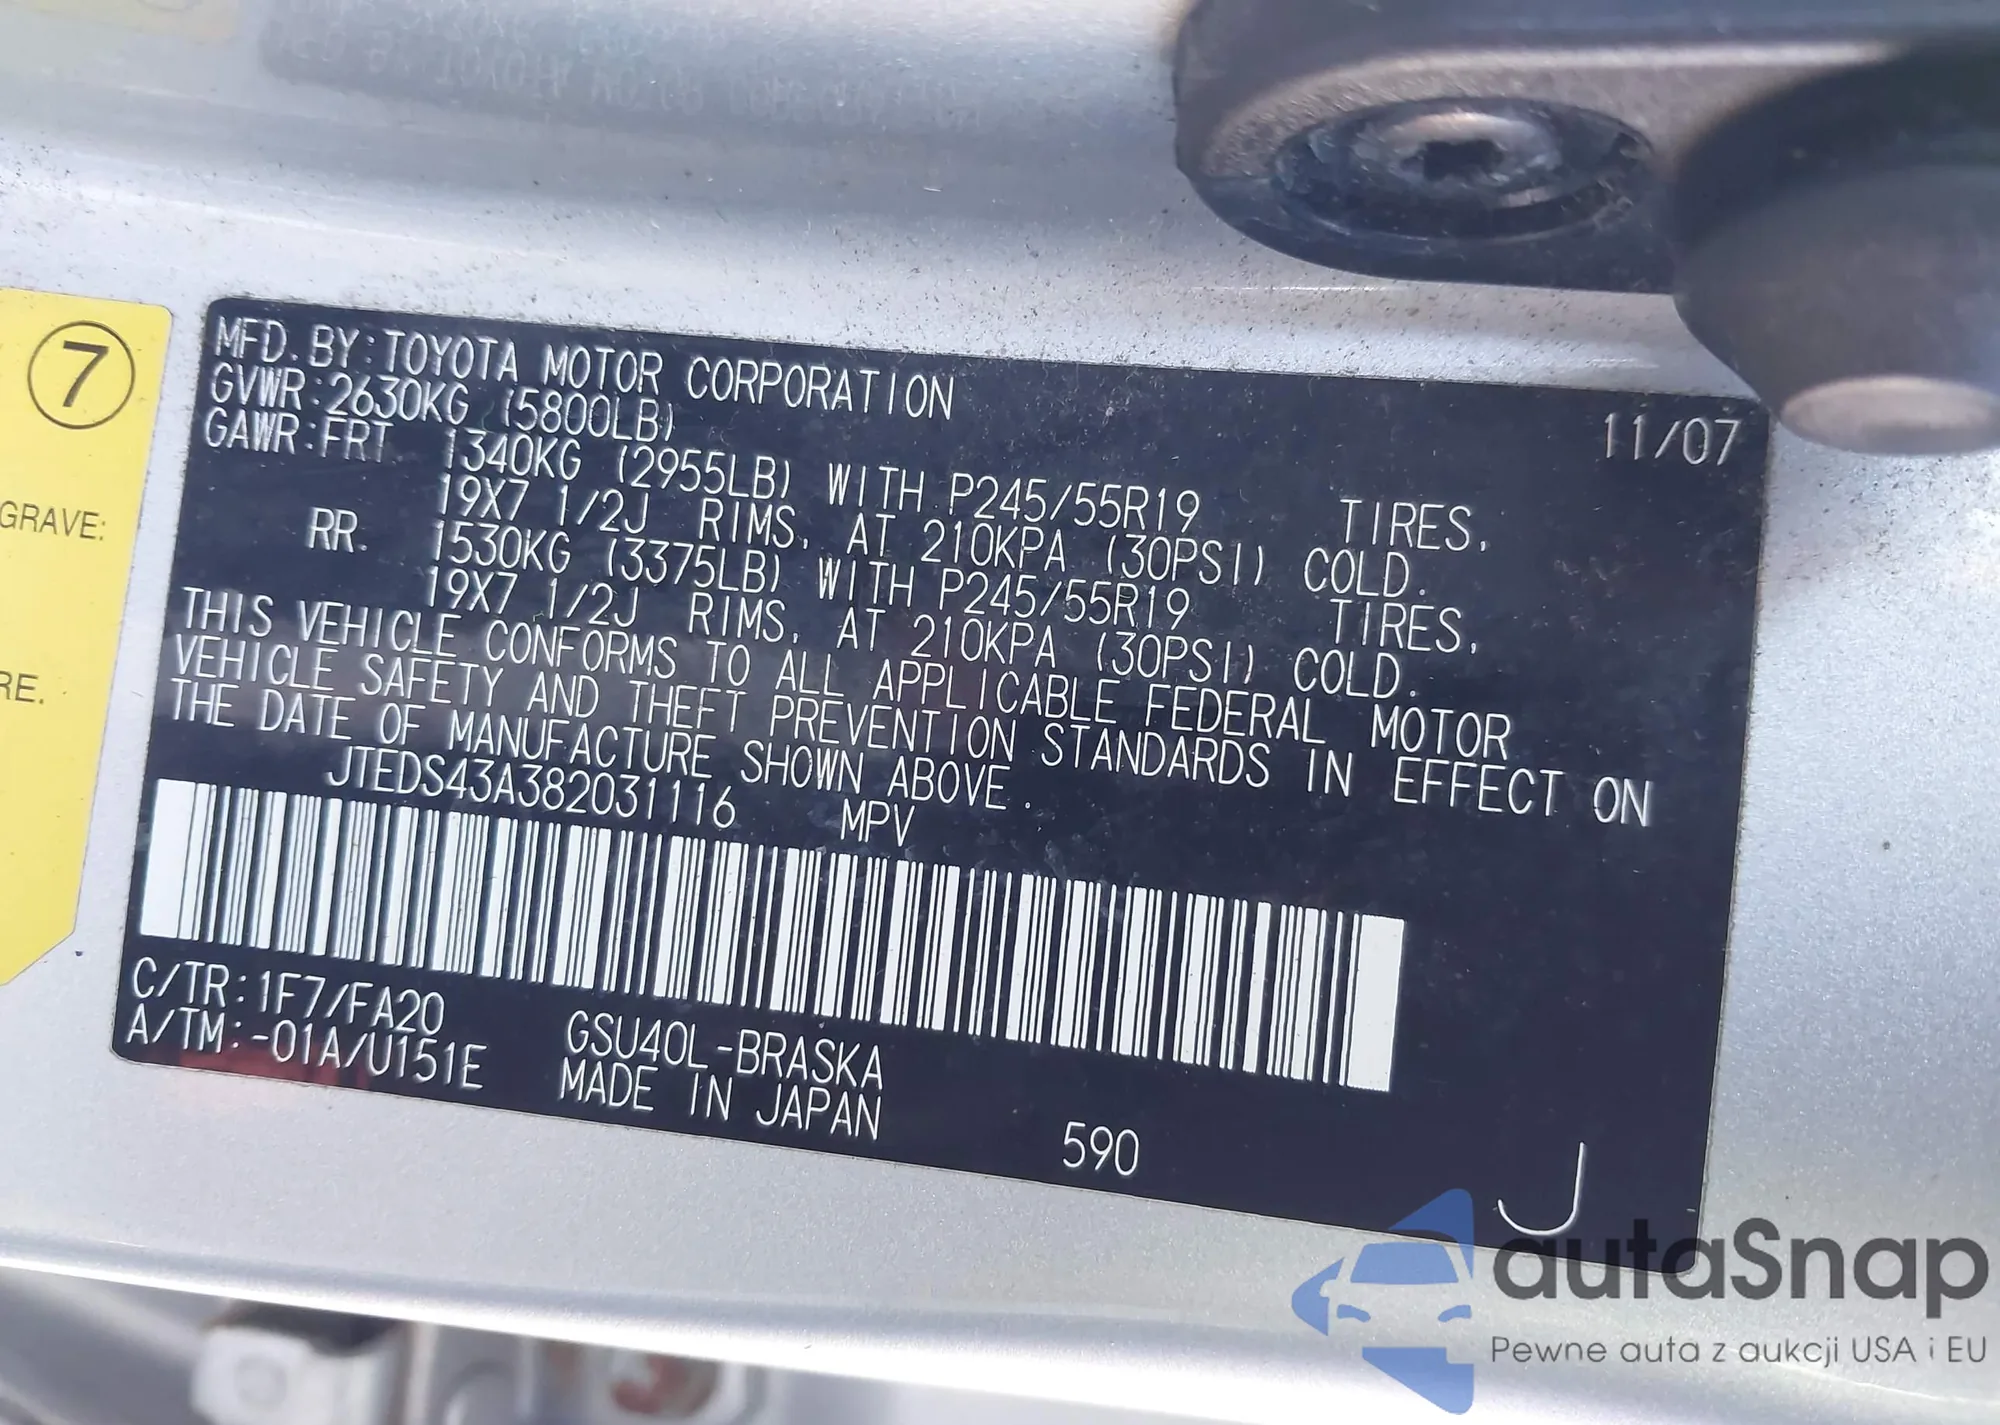 7
GRAVE:
RE.
MFD. BY: TOYOTA MOTOR CORPORATION
11/07
GVWR: 2630KG (5800LB)
GAWR: FRT. 1340KG (2955LB) WITH P245/55R19 TIRES,
19X7 1/2J RIMS, AT 210KPA (30PSI) COLD.
RR. 1530KG (3375LB) WITH P245/55R19 TIRES,
19X7 1/2J RIMS, AT 210KPA (30PSI) COLD.
THIS VEHICLE CONFORMS TO ALL APPLICABLE FEDERAL MOTOR
VEHICLE SAFETY AND THEFT PREVENTION STANDARDS IN EFFECT ON
THE DATE OF MANUFACTURE SHOWN ABOVE.
JTEDS43A382031116 MPV
C/TR: 1F7/FA20
A/TM: -01A/U151E
GSU40L-BRASKA
MADE IN JAPAN
590
J
autaSnap
Pewne auta z aukcji USA i EU